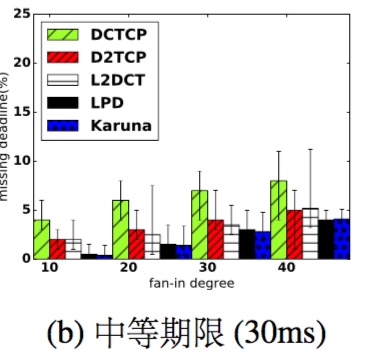 25
20
15
10
5
0
missing deadline(%)
DCTCP
D2TCP
L2DCT
LPD
Karuna
10 20 30 40
fan-in degree
(b) 中等期限 (30ms)